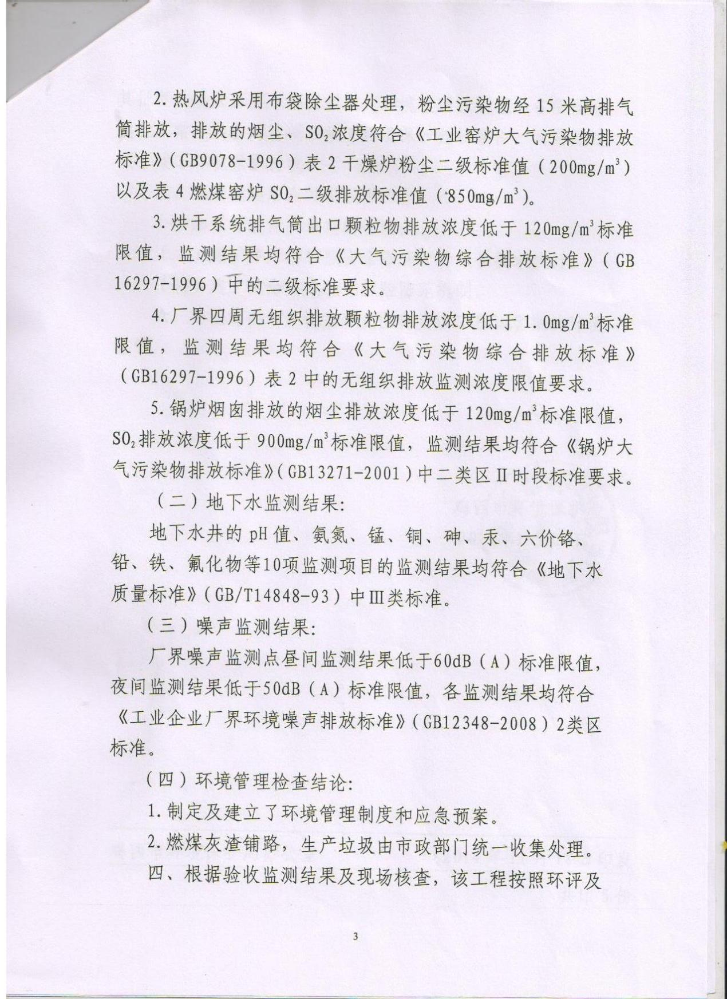 2.热风炉采用布袋除尘器处理，粉尘污染物经 15 米高排气
筒排放，排放的烟尘、SO₂浓度符合《工业窑炉大气污染物排放
标准》（GB9078-1996）表 2 干燥炉粉尘二级标准值（200mg/m³）
以及表 4 燃煤窑炉 SO₂二级排放标准值（850mg/m³）。
3.烘干系统排气筒出口颗粒物排放浓度低于 120mg/m³标准
限值，监测结果均符合《大气污染物综合排放标准》（GB
16297-1996）中的二级标准要求。
4.厂界四周无组织排放颗粒物排放浓度低于 1.0mg/m³标准
限值，监测结果均符合《大气污染物综合排放标准》
（GB16297-1996）表 2 中的无组织排放监测浓度限值要求。
5.锅炉烟囱排放的烟尘排放浓度低于 120mg/m³标准限值，
SO₂排放浓度低于 900mg/m³标准限值，监测结果均符合《锅炉大
气污染物排放标准》（GB13271-2001）中二类区Ⅱ时段标准要求。
（二）地下水监测结果：
地下水井的 pH 值、氨氮、锰、铜、砷、汞、六价铬、
铅、铁、氟化物等10项监测项目的监测结果均符合《地下水
质量标准》（GB/T14848-93）中Ⅲ类标准。
（三）噪声监测结果：
厂界噪声监测点昼间监测结果低于60dB（A）标准限值，
夜间监测结果低于50dB（A）标准限值，各监测结果均符合
《工业企业厂界环境噪声排放标准》（GB12348-2008）2类区
标准。
（四）环境管理检查结论：
1.制定及建立了环境管理制度和应急预案。
2.燃煤灰渣铺路，生产垃圾由市政部门统一收集处理。
四、根据验收监测结果及现场核查，该工程按照环评及
3